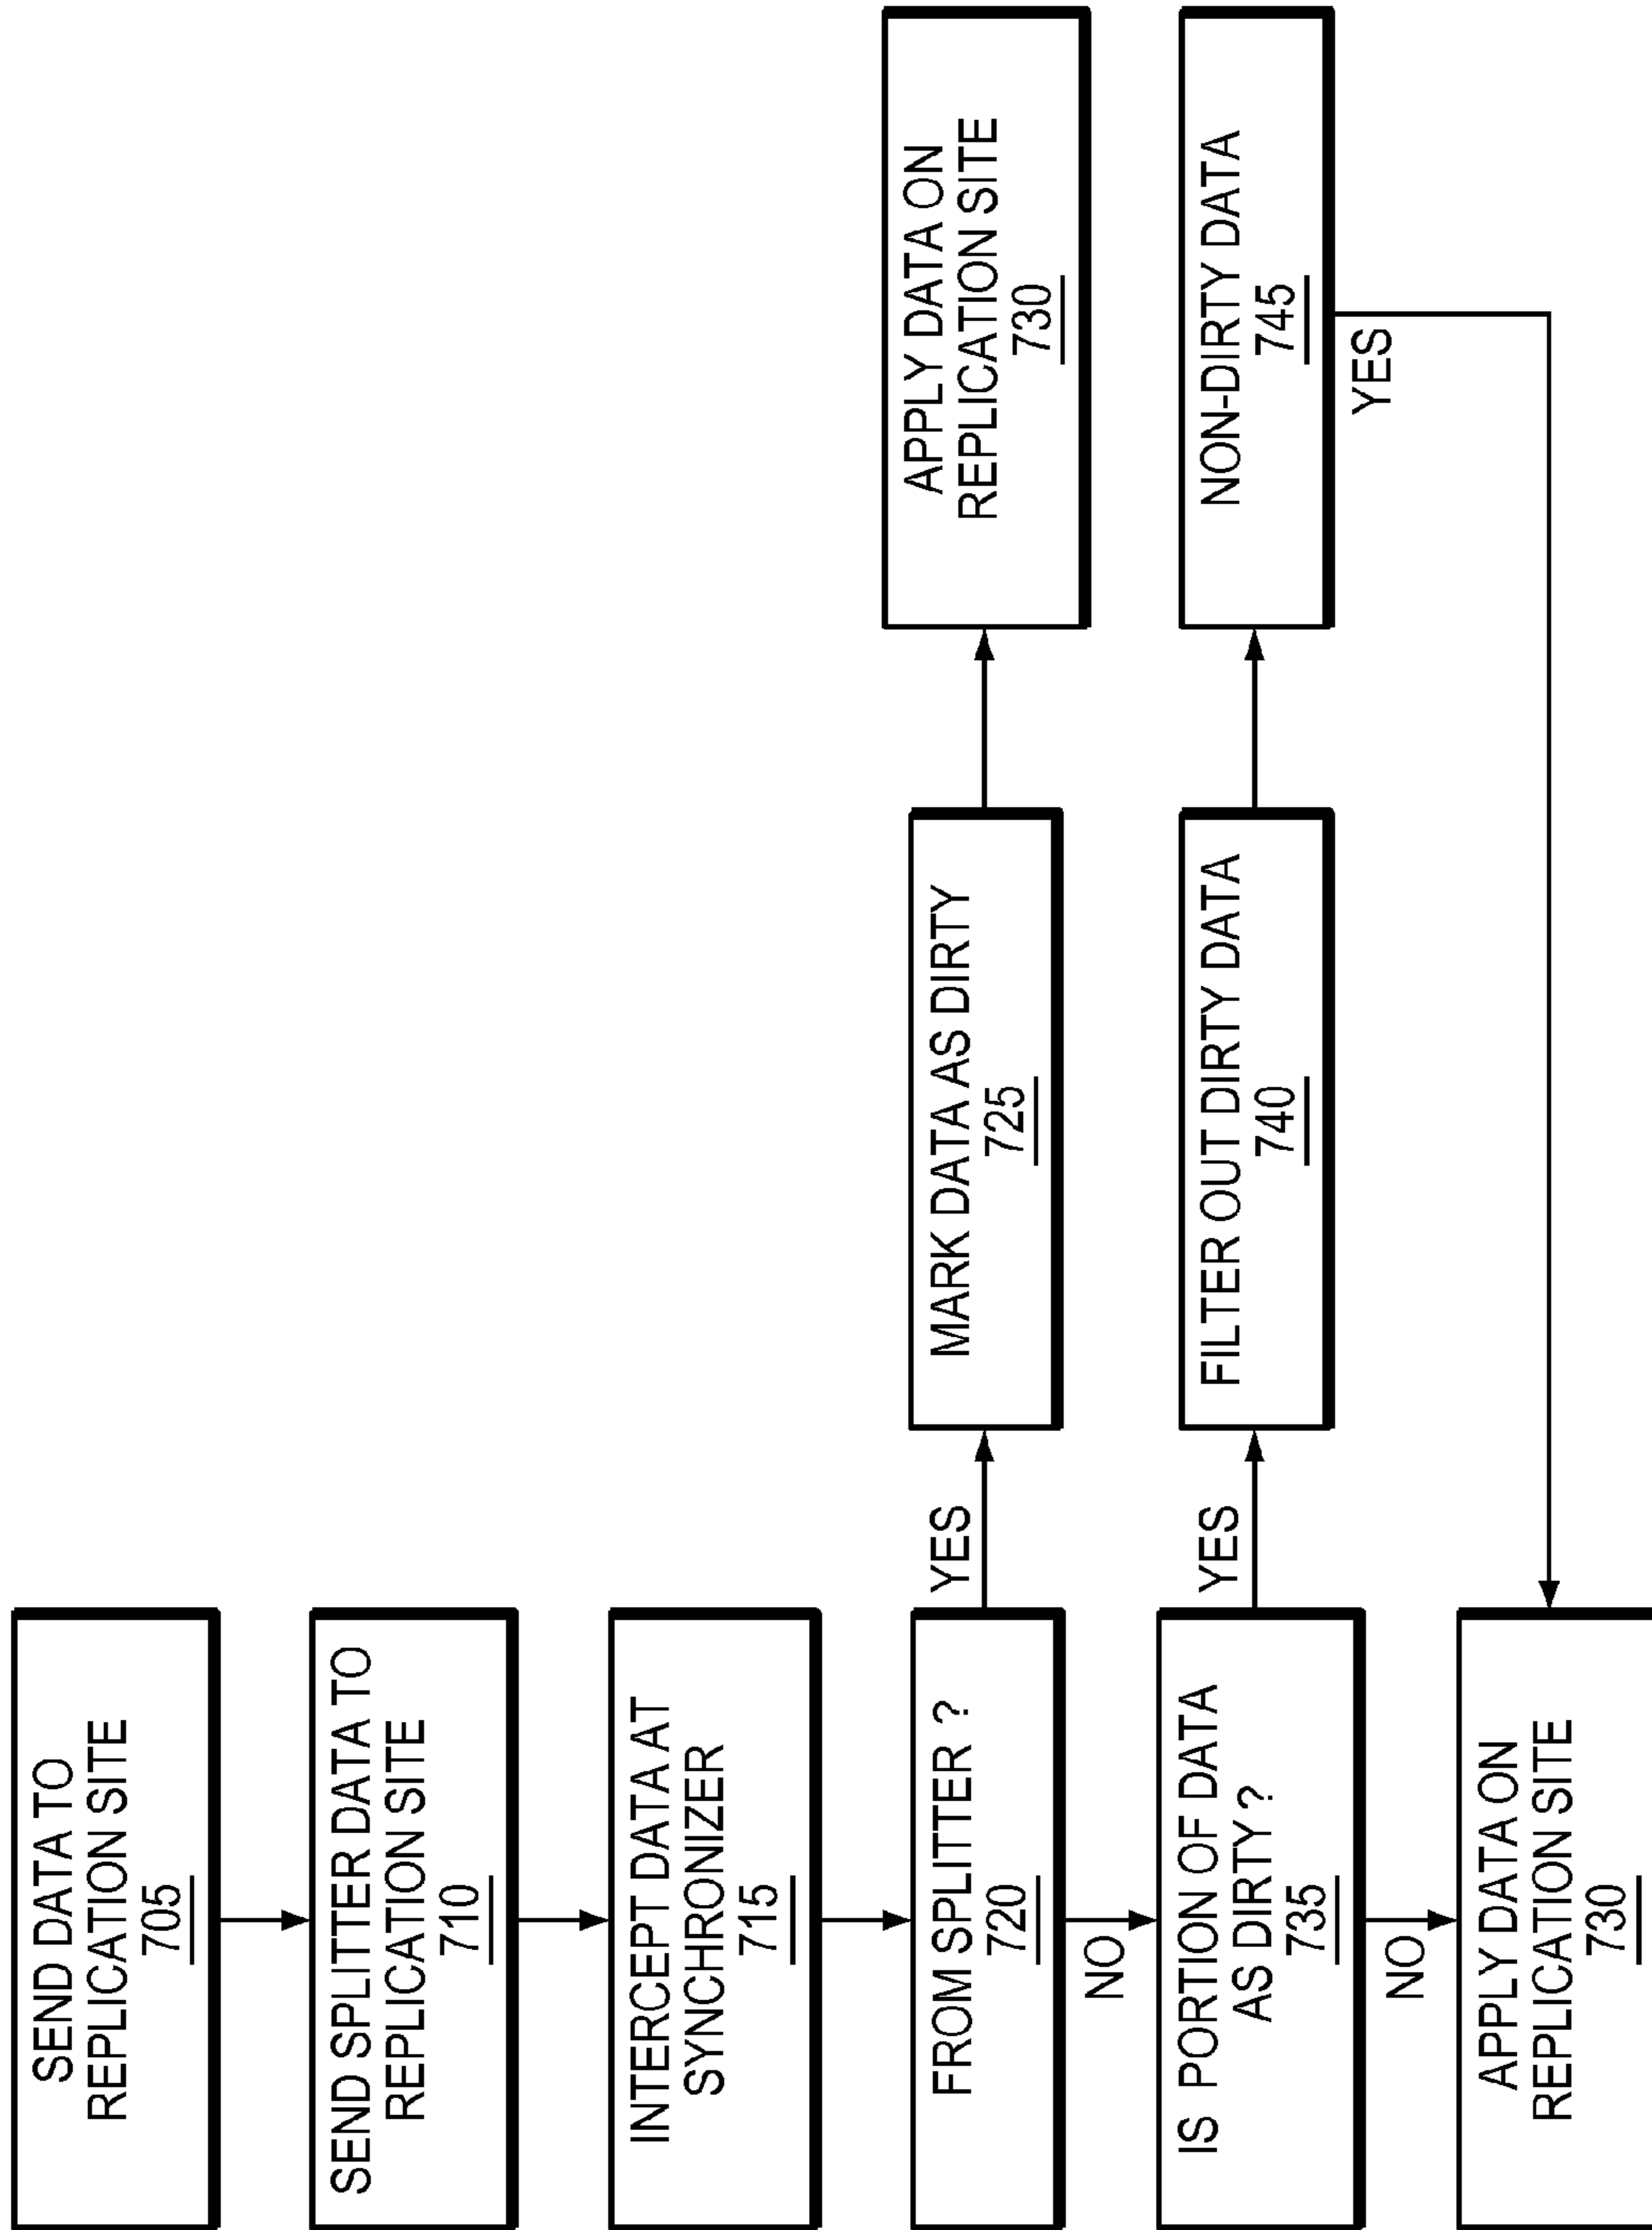 SEND DATA TO
REPLICATION SITE
705
SEND SPLITTER DATA TO
REPLICATION SITE
710
INTERCEPT DATA AT
SYNCHRONIZER
715
FROM SPLITTER ?
720
YES
MARK DATA AS DIRTY
725
APPLY DATA ON
REPLICATION SITE
730
NO
IS PORTION OF DATA
AS DIRTY ?
735
YES
FILTER OUT DIRTY DATA
740
NON-DIRTY DATA
745
YES
NO
APPLY DATA ON
REPLICATION SITE
730